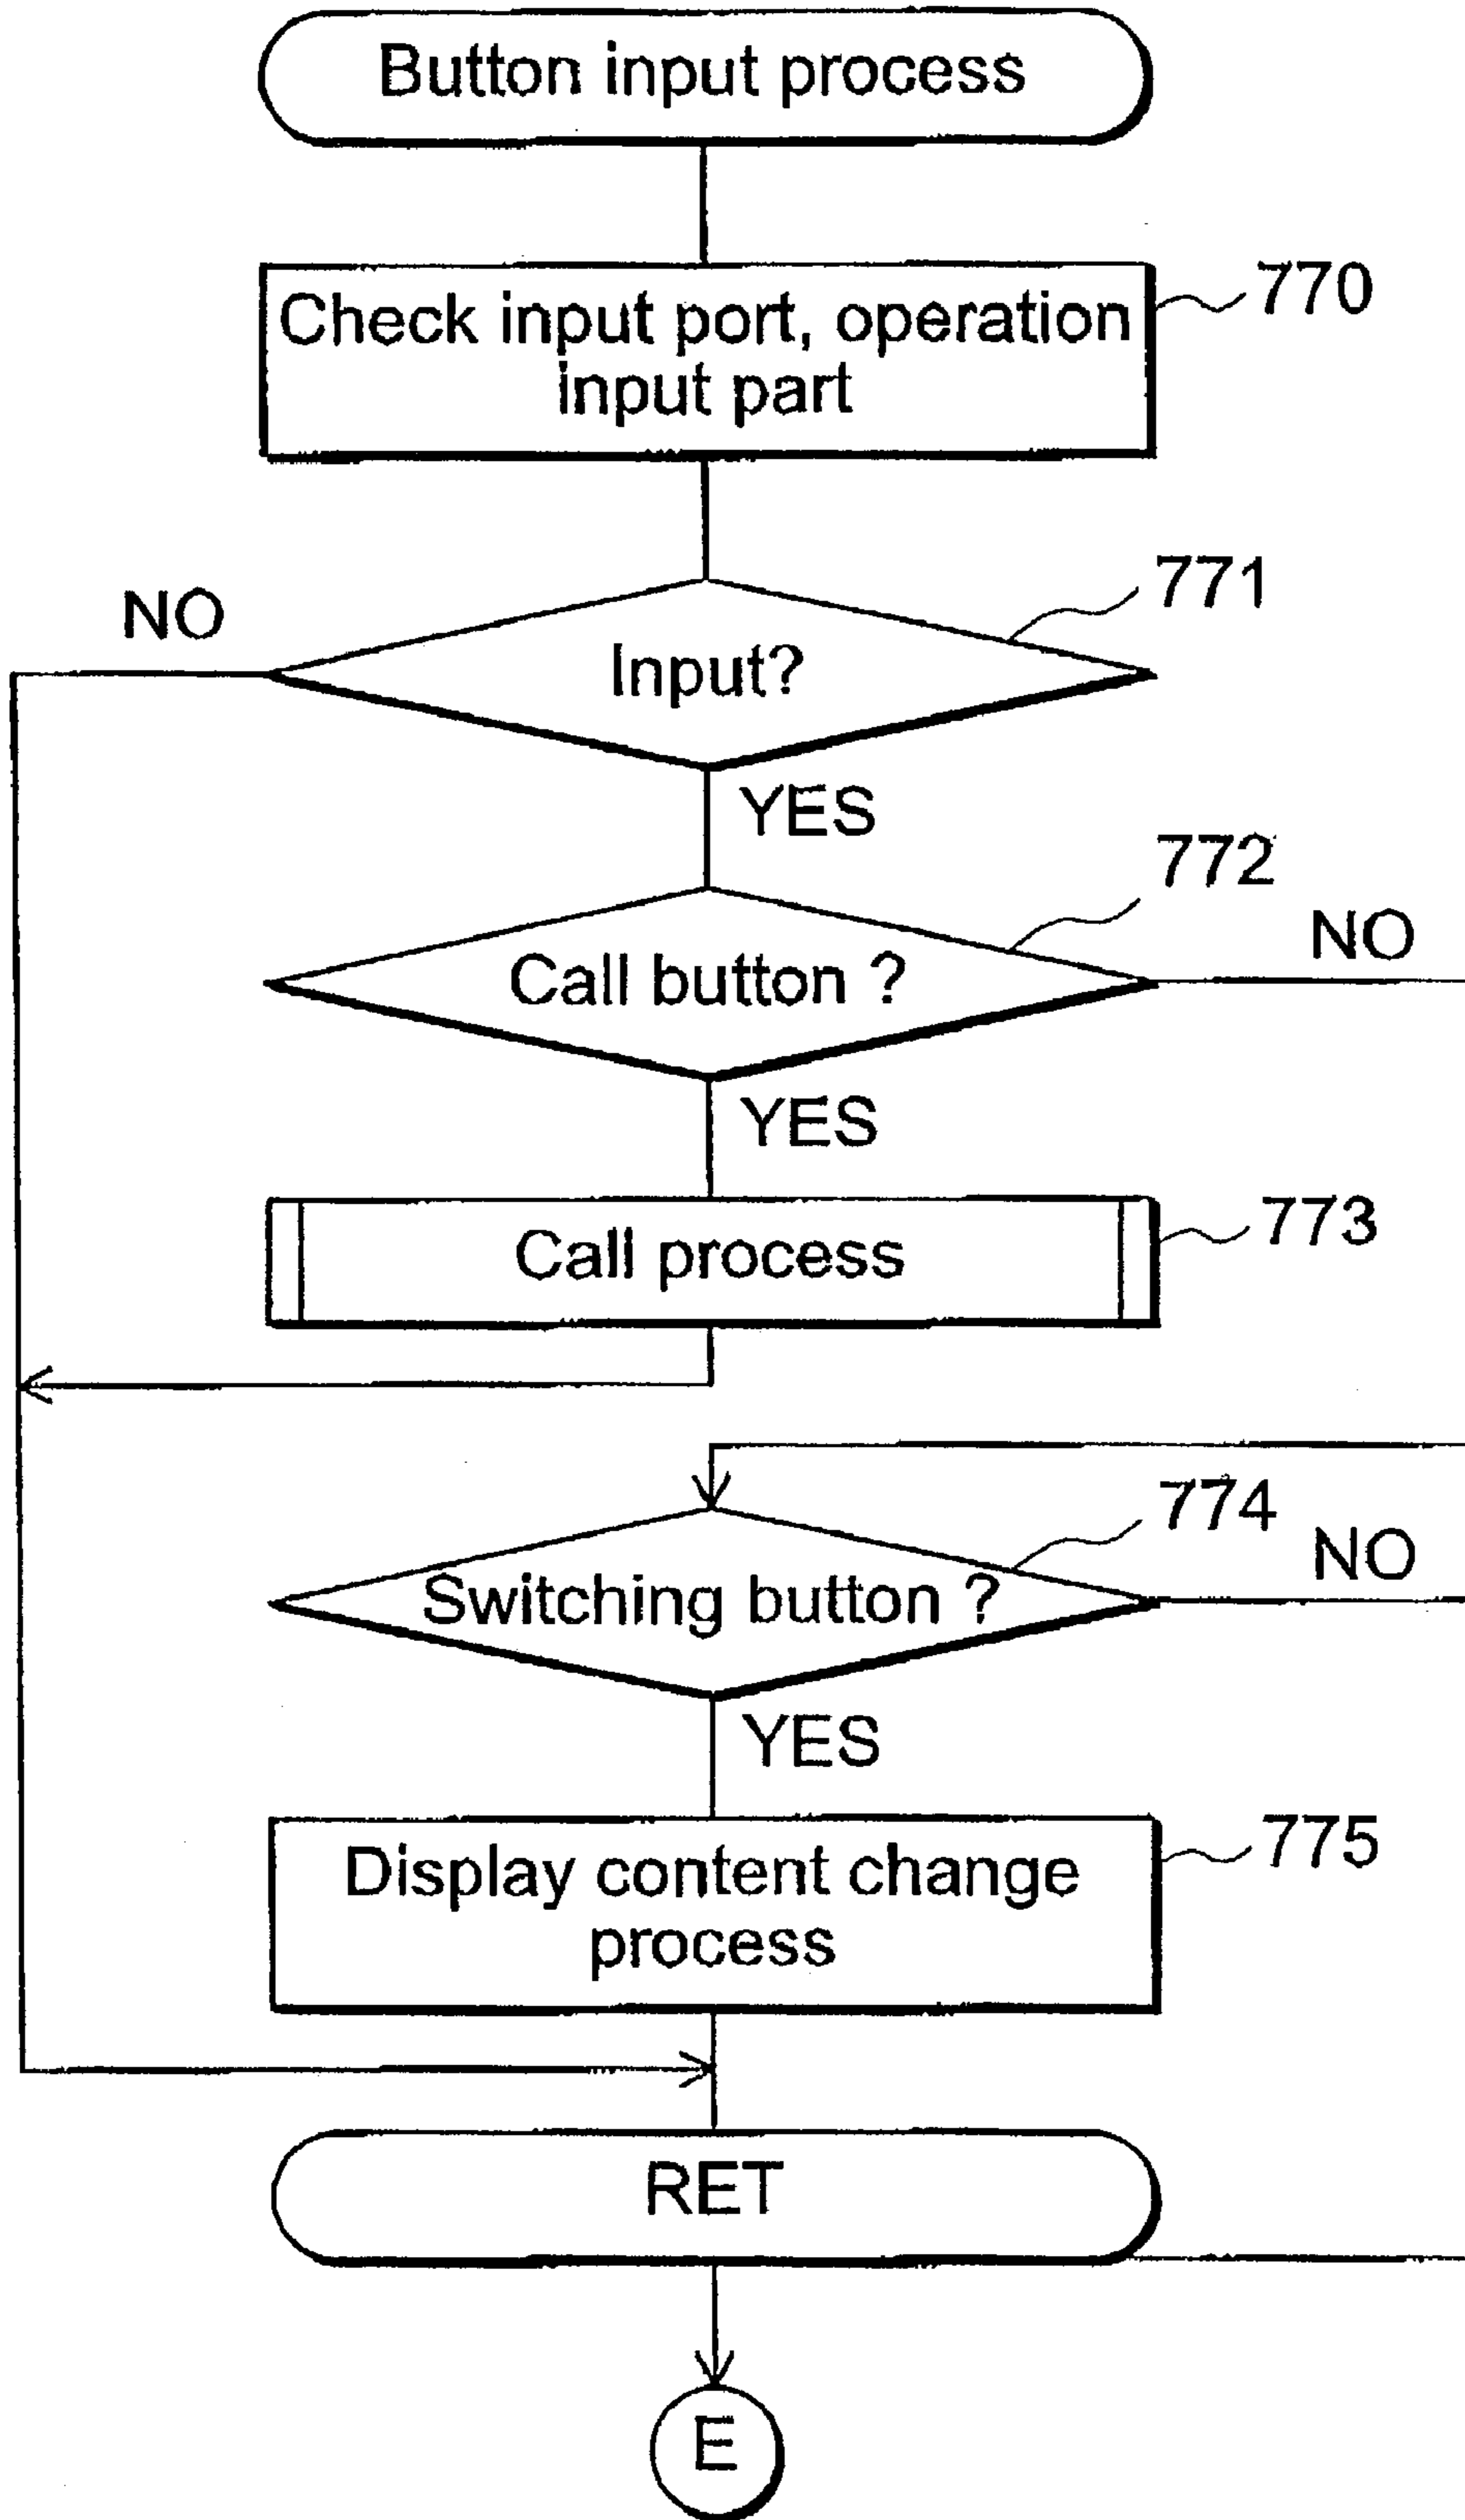 Button input process
770
Check input port, operation
input part
771
NO
Input?
YES
772
NO
Call button ?
YES
773
Call process
774
NO
Switching button ?
YES
775
Display content change
process
RET
E